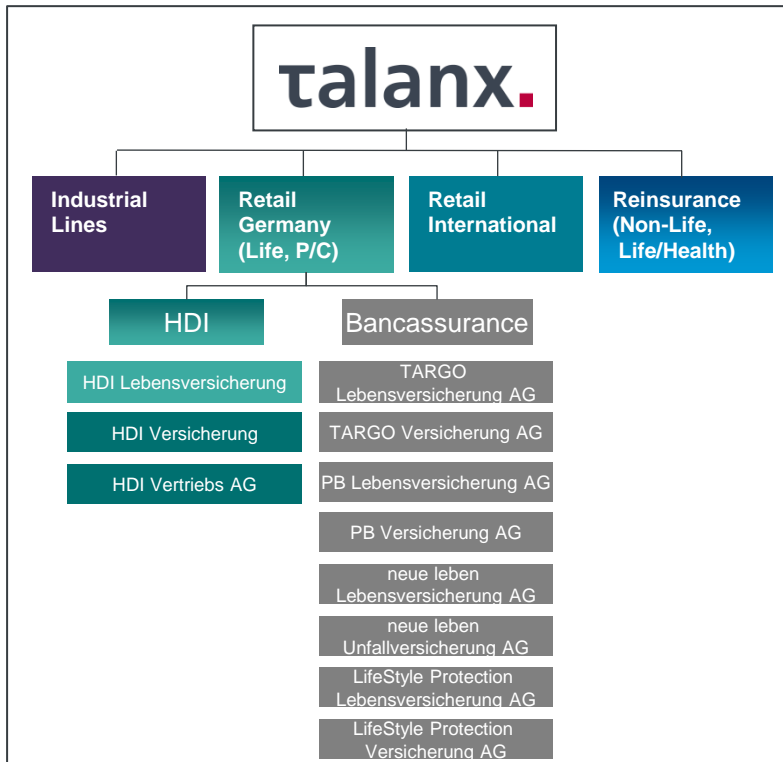 τalanx.
Industrial
Lines
Retail
Germany
(Life, P/C)
Retail
International
Reinsurance
(Non-Life,
Life/Health)
HDI
Bancassurance
HDI Lebensversicherung
HDI Versicherung
HDI Vertriebs AG
TARGO
Lebensversicherung AG
TARGO Versicherung AG
PB Lebensversicherung AG
PB Versicherung AG
neue leben
Lebensversicherung AG
neue leben
Unfallversicherung AG
LifeStyle Protection
Lebensversicherung AG
LifeStyle Protection
Versicherung AG